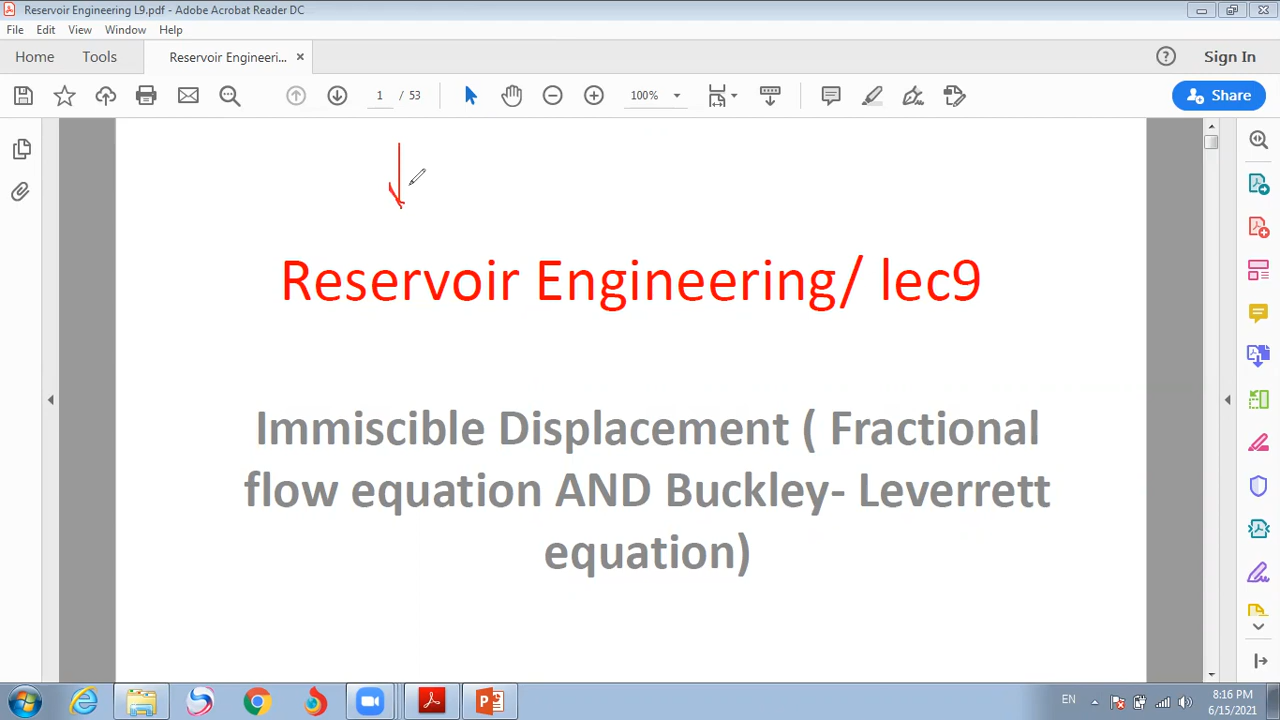 Reservoir Engineering L9.pdf - Adobe Acrobat Reader DC
File Edit View Window Help
Home Tools Reservoir Engineeri... × Sign In
1 / 53 100% Share
Reservoir Engineering/ lec9
Immiscible Displacement ( Fractional
flow equation AND Buckley- Leverrett
equation)
EN 8:16 PM
6/15/2021